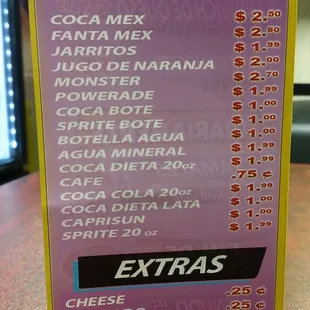 COCA MEX $ 2.50
FANTA MEX $ 2.50
JARRITOS $ 1.99
JUGO DE NARANJA $ 2.00
MONSTER $ 2.70
POWERADE $ 1.99
COCA BOTE $ 1.00
SPRITE BOTE $ 1.00
BOTELLA AGUA $ 1.00
AGUA MINERAL $ 1.99
COCA DIETA 20oz $ 1.99
CAFE .75 ¢
COCA COLA 20oz $ 1.99
COCA DIETA LATA $ 1.00
CAPRISUN $ 1.00
SPRITE 20 oz $ 1.99
EXTRAS
CHEESE .25 ¢
.25 ¢